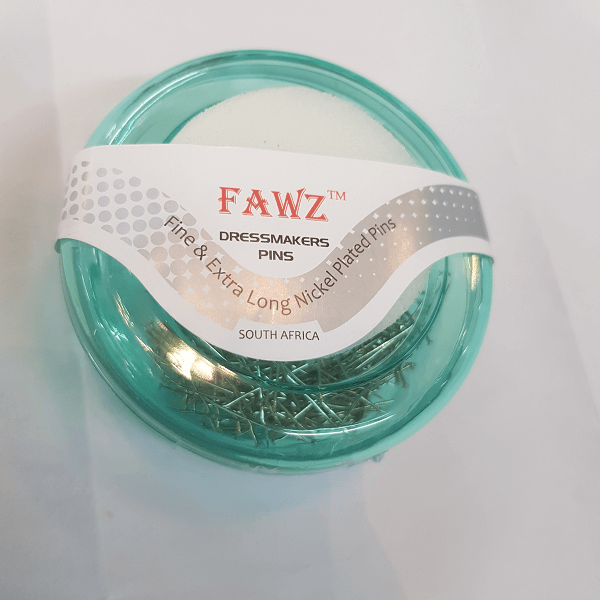 FAWZ™
DRESSMAKERS
PINS
Fine & Extra Long Nickel Plated Pins
SOUTH AFRICA